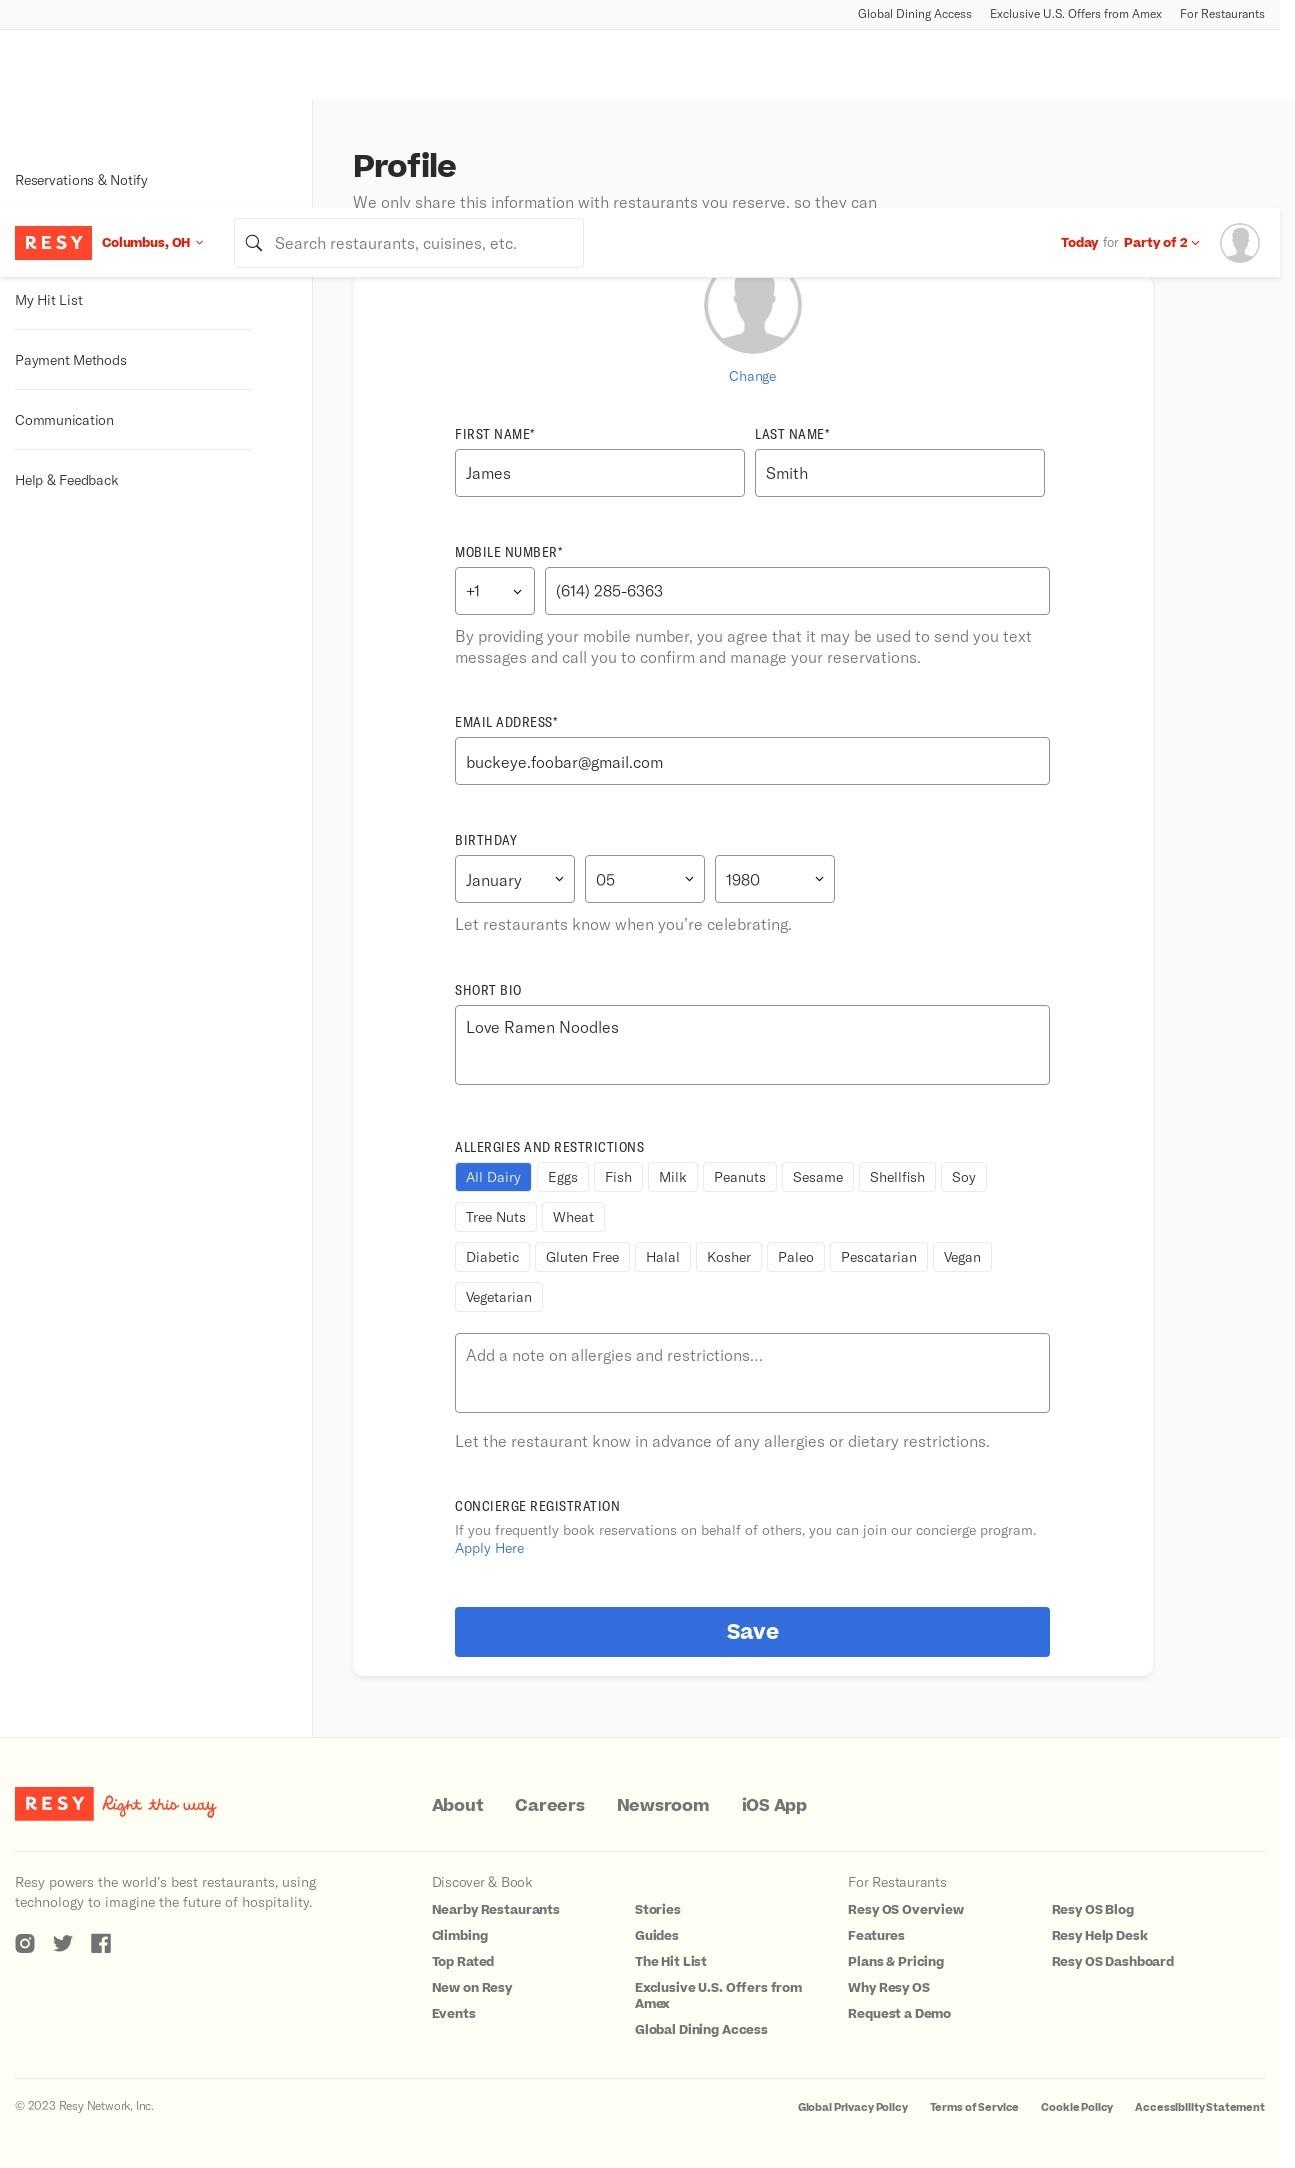 Global Dining Access Exclusive U.S. Offers from Amex For Restaurants
Reservations & Notify
Profile
We only share this information with restaurants you reserve, so they can
RESY Columbus, OH Search restaurants, cuisines, etc. Today for Party of 2
My Hit List
Payment Methods
Communication
Help & Feedback
Change
FIRST NAME* LAST NAME*
James Smith
MOBILE NUMBER*
+1 (614) 285-6363
By providing your mobile number, you agree that it may be used to send you text
messages and call you to confirm and manage your reservations.
EMAIL ADDRESS*
buckeye.foobar@gmail.com
BIRTHDAY
January 05 1980
Let restaurants know when you’re celebrating.
SHORT BIO
Love Ramen Noodles
ALLERGIES AND RESTRICTIONS
All Dairy Eggs Fish Milk Peanuts Sesame Shellfish Soy
Tree Nuts Wheat
Diabetic Gluten Free Halal Kosher Paleo Pescatarian Vegan
Vegetarian
Add a note on allergies and restrictions...
Let the restaurant know in advance of any allergies or dietary restrictions.
CONCIERGE REGISTRATION
If you frequently book reservations on behalf of others, you can join our concierge program.
Apply Here
Save
RESY Right this way
About Careers Newsroom iOS App
Resy powers the world’s best restaurants, using
technology to imagine the future of hospitality.
Discover & Book
Nearby Restaurants
Climbing
Top Rated
New on Resy
Events
Stories
Guides
The Hit List
Exclusive U.S. Offers from
Amex
Global Dining Access
For Restaurants
Resy OS Overview
Features
Plans & Pricing
Why Resy OS
Request a Demo
Resy OS Blog
Resy Help Desk
Resy OS Dashboard
© 2023 Resy Network, Inc.
Global Privacy Policy Terms of Service Cookie Policy Accessibility Statement